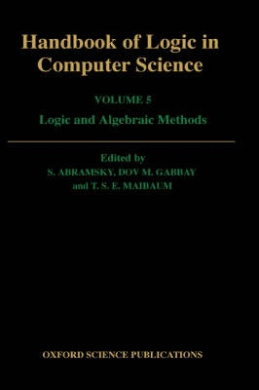 Handbook of Logic in
Computer Science
VOLUME 5
Logic and Algebraic Methods
Edited by
S. ABRAMSKY, DOV M. GABBAY
and T. S. E. MAIBAUM
OXFORD SCIENCE PUBLICATIONS